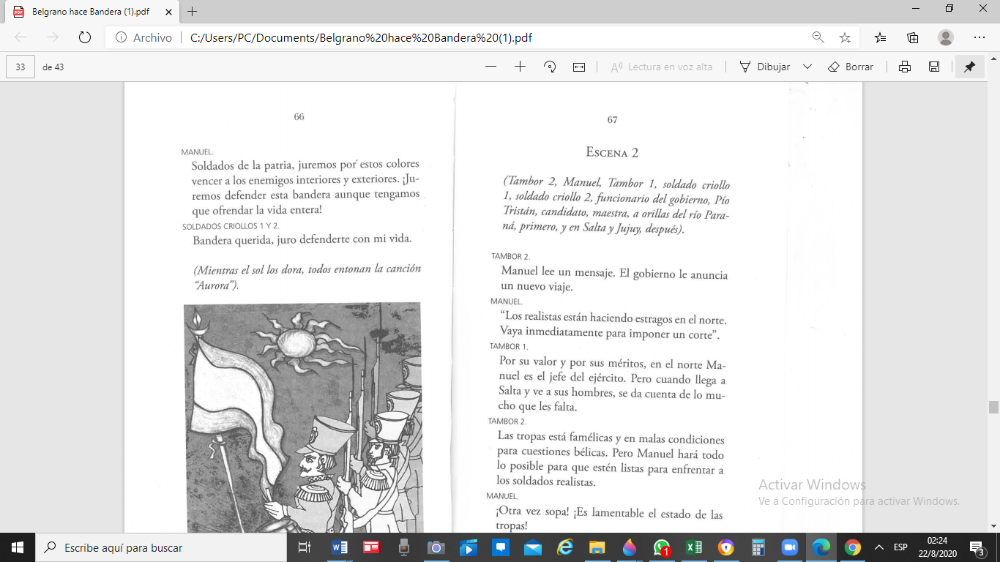 Belgrano hace Bandera (1).pdf
Archivo
C:/Users/PC/Documents/Belgrano%20hace%20Bandera%20(1).pdf
33 de 43
Lectura en voz alta
Dibujar
Borrar
66
MANUEL.
Soldados de la patria, juremos por estos colores
vencer a los enemigos interiores y exteriores. ¡Ju-
remos defender esta bandera aunque tengamos
que ofrendar la vida entera!
SOLDADOS CRIOLLOS 1 Y 2.
Bandera querida, juro defenderte con mi vida.
(Mientras el sol los dora, todos entonan la canción
“Aurora”).
67
ESCENA 2
(Tambor 2, Manuel, Tambor 1, soldado criollo
1, soldado criollo 2, funcionario del gobierno, Pío
Tristán, candidato, maestra, a orillas del río Para-
ná, primero, y en Salta y Jujuy, después).
TAMBOR 2.
Manuel lee un mensaje. El gobierno le anuncia
un nuevo viaje.
MANUEL.
“Los realistas están haciendo estragos en el norte.
Vaya inmediatamente para imponer un corte”.
TAMBOR 1.
Por su valor y por sus méritos, en el norte Ma-
nuel es el jefe del ejército. Pero cuando llega a
Salta y ve a sus hombres, se da cuenta de lo mu-
cho que les falta.
TAMBOR 2.
Las tropas está famélicas y en malas condiciones
para cuestiones bélicas. Pero Manuel hará todo
lo posible para que estén listas para enfrentar a
los soldados realistas.
MANUEL.
¡Otra vez sopa! ¡Es lamentable el estado de las
tropas!
Activar Windows
Ve a Configuración para activar Windows.
Escribe aquí para buscar
1
ESP
02:24
22/8/2020
3